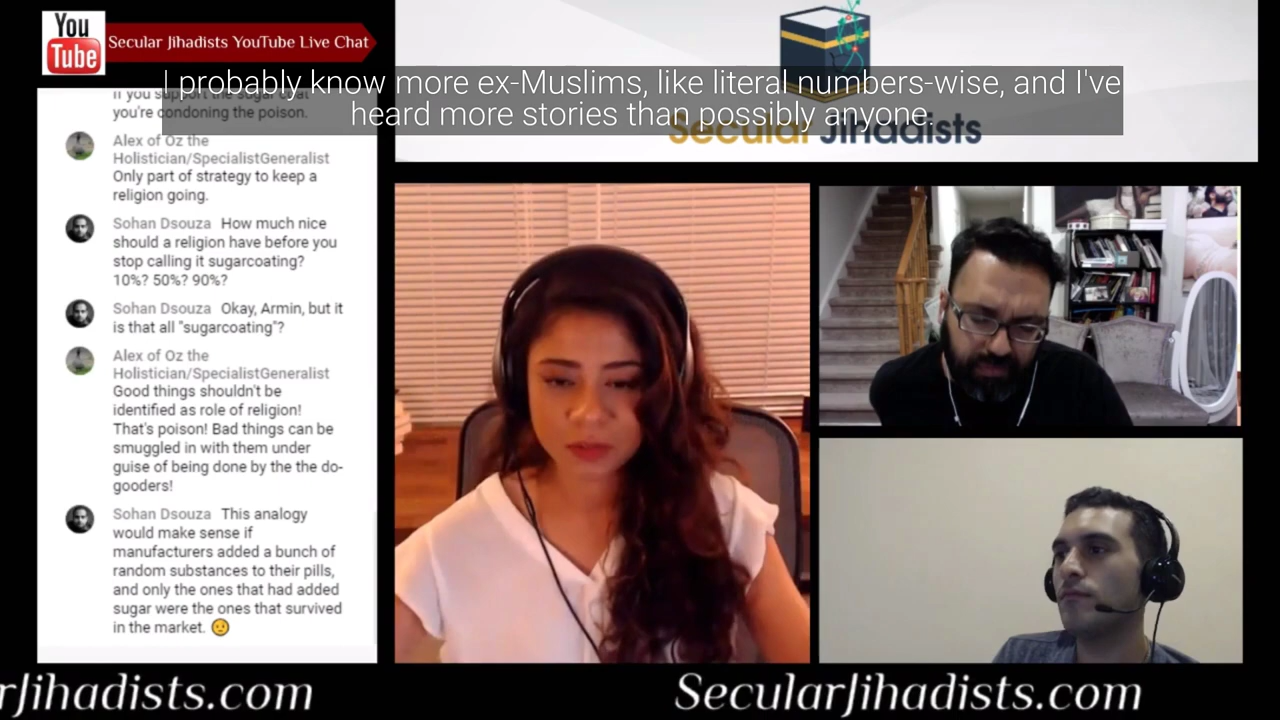 You
Tube
Secular Jihadists YouTube Live Chat
I probably know more ex-Muslims, like literal numbers-wise, and I've
heard more stories than possibly anyone.
Secular Jihadists
If you support the sugar coat
you're condoning the poison.
Alex of Oz the
Holistician/SpecialistGeneralist
Only part of strategy to keep a
religion going.
Sohan Dsouza How much nice
should a religion have before you
stop calling it sugarcoating?
10%? 50%? 90%?
Sohan Dsouza Okay, Armin, but it
is that all "sugarcoating"?
Alex of Oz the
Holistician/SpecialistGeneralist
Good things shouldn't be
identified as role of religion!
That's poison! Bad things can be
smuggled in with them under
guise of being done by the the do-
gooders!
Sohan Dsouza This analogy
would make sense if
manufacturers added a bunch of
random substances to their pills,
and only the ones that had added
sugar were the ones that survived
in the market. 😟
rJihadists.com
SecularJihadists.com